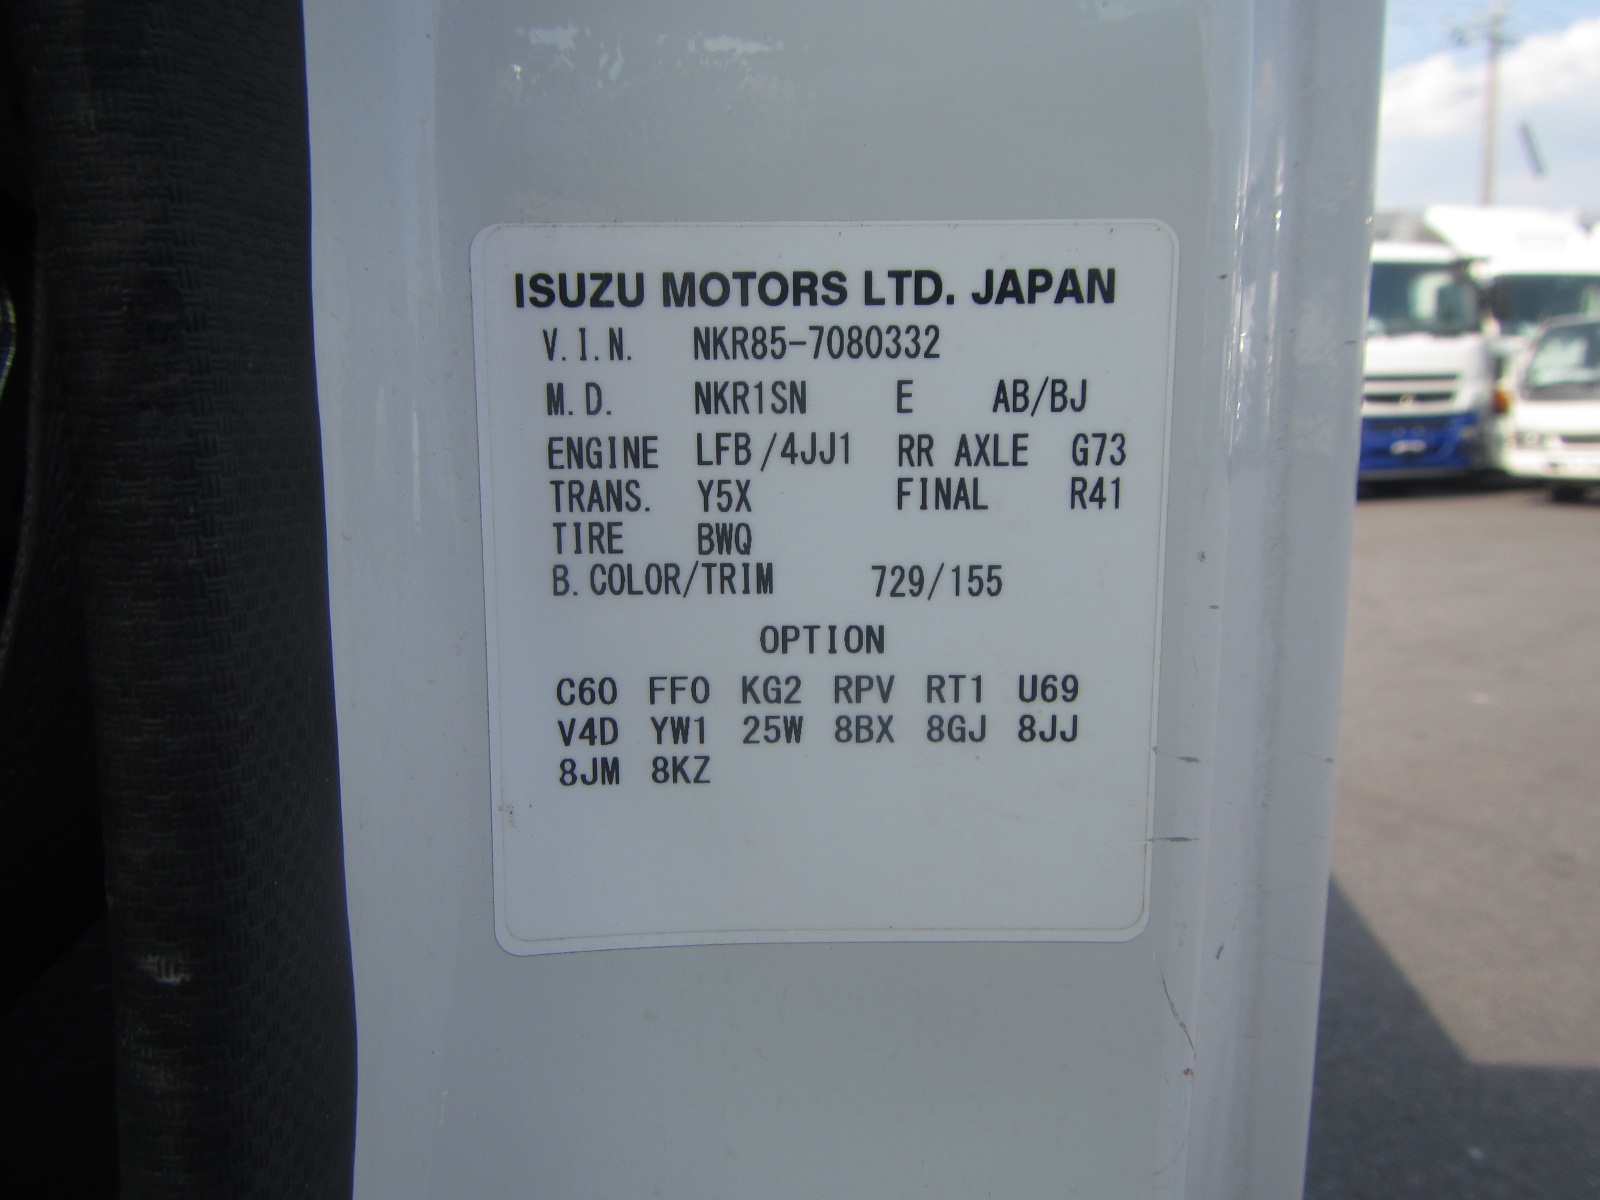 ISUZU MOTORS LTD. JAPAN
V.I.N. NKR85-7080332
M.D. NKR1SN E AB/BJ
ENGINE LFB/4JJ1 RR AXLE G73
TRANS. Y5X FINAL R41
TIRE BWQ
B.COLOR/TRIM 729/155
OPTION
C60 FF0 KG2 RPV RT1 U69
V4D YW1 25W 8BX 8GJ 8JJ
8JM 8KZ